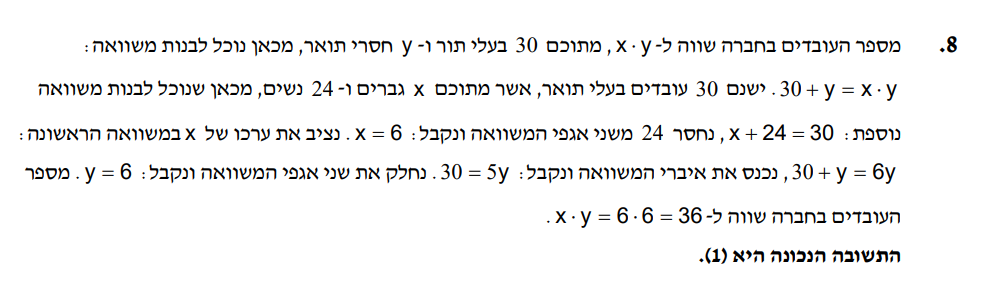 8. מספר העובדים בחברה שווה ל- x · y , מתוכם 30 בעלי תור ו- y חסרי תואר, מכאן נוכל לבנות משוואה :
30 + y = x · y . ישנם 30 עובדים בעלי תואר, אשר מתוכם x גברים ו- 24 נשים, מכאן שנוכל לבנות משוואה
נוספת : x + 24 = 30 , נחסר 24 משני אגפי המשוואה ונקבל : x = 6 . נציב את ערכו של x במשוואה הראשונה :
30 + y = 6y , נכנס את איברי המשוואה ונקבל : 30 = 5y . נחלק את שני אגפי המשוואה ונקבל : y = 6 . מספר
העובדים בחברה שווה ל- x · y = 6 · 6 = 36 .
התשובה הנכונה היא (1).